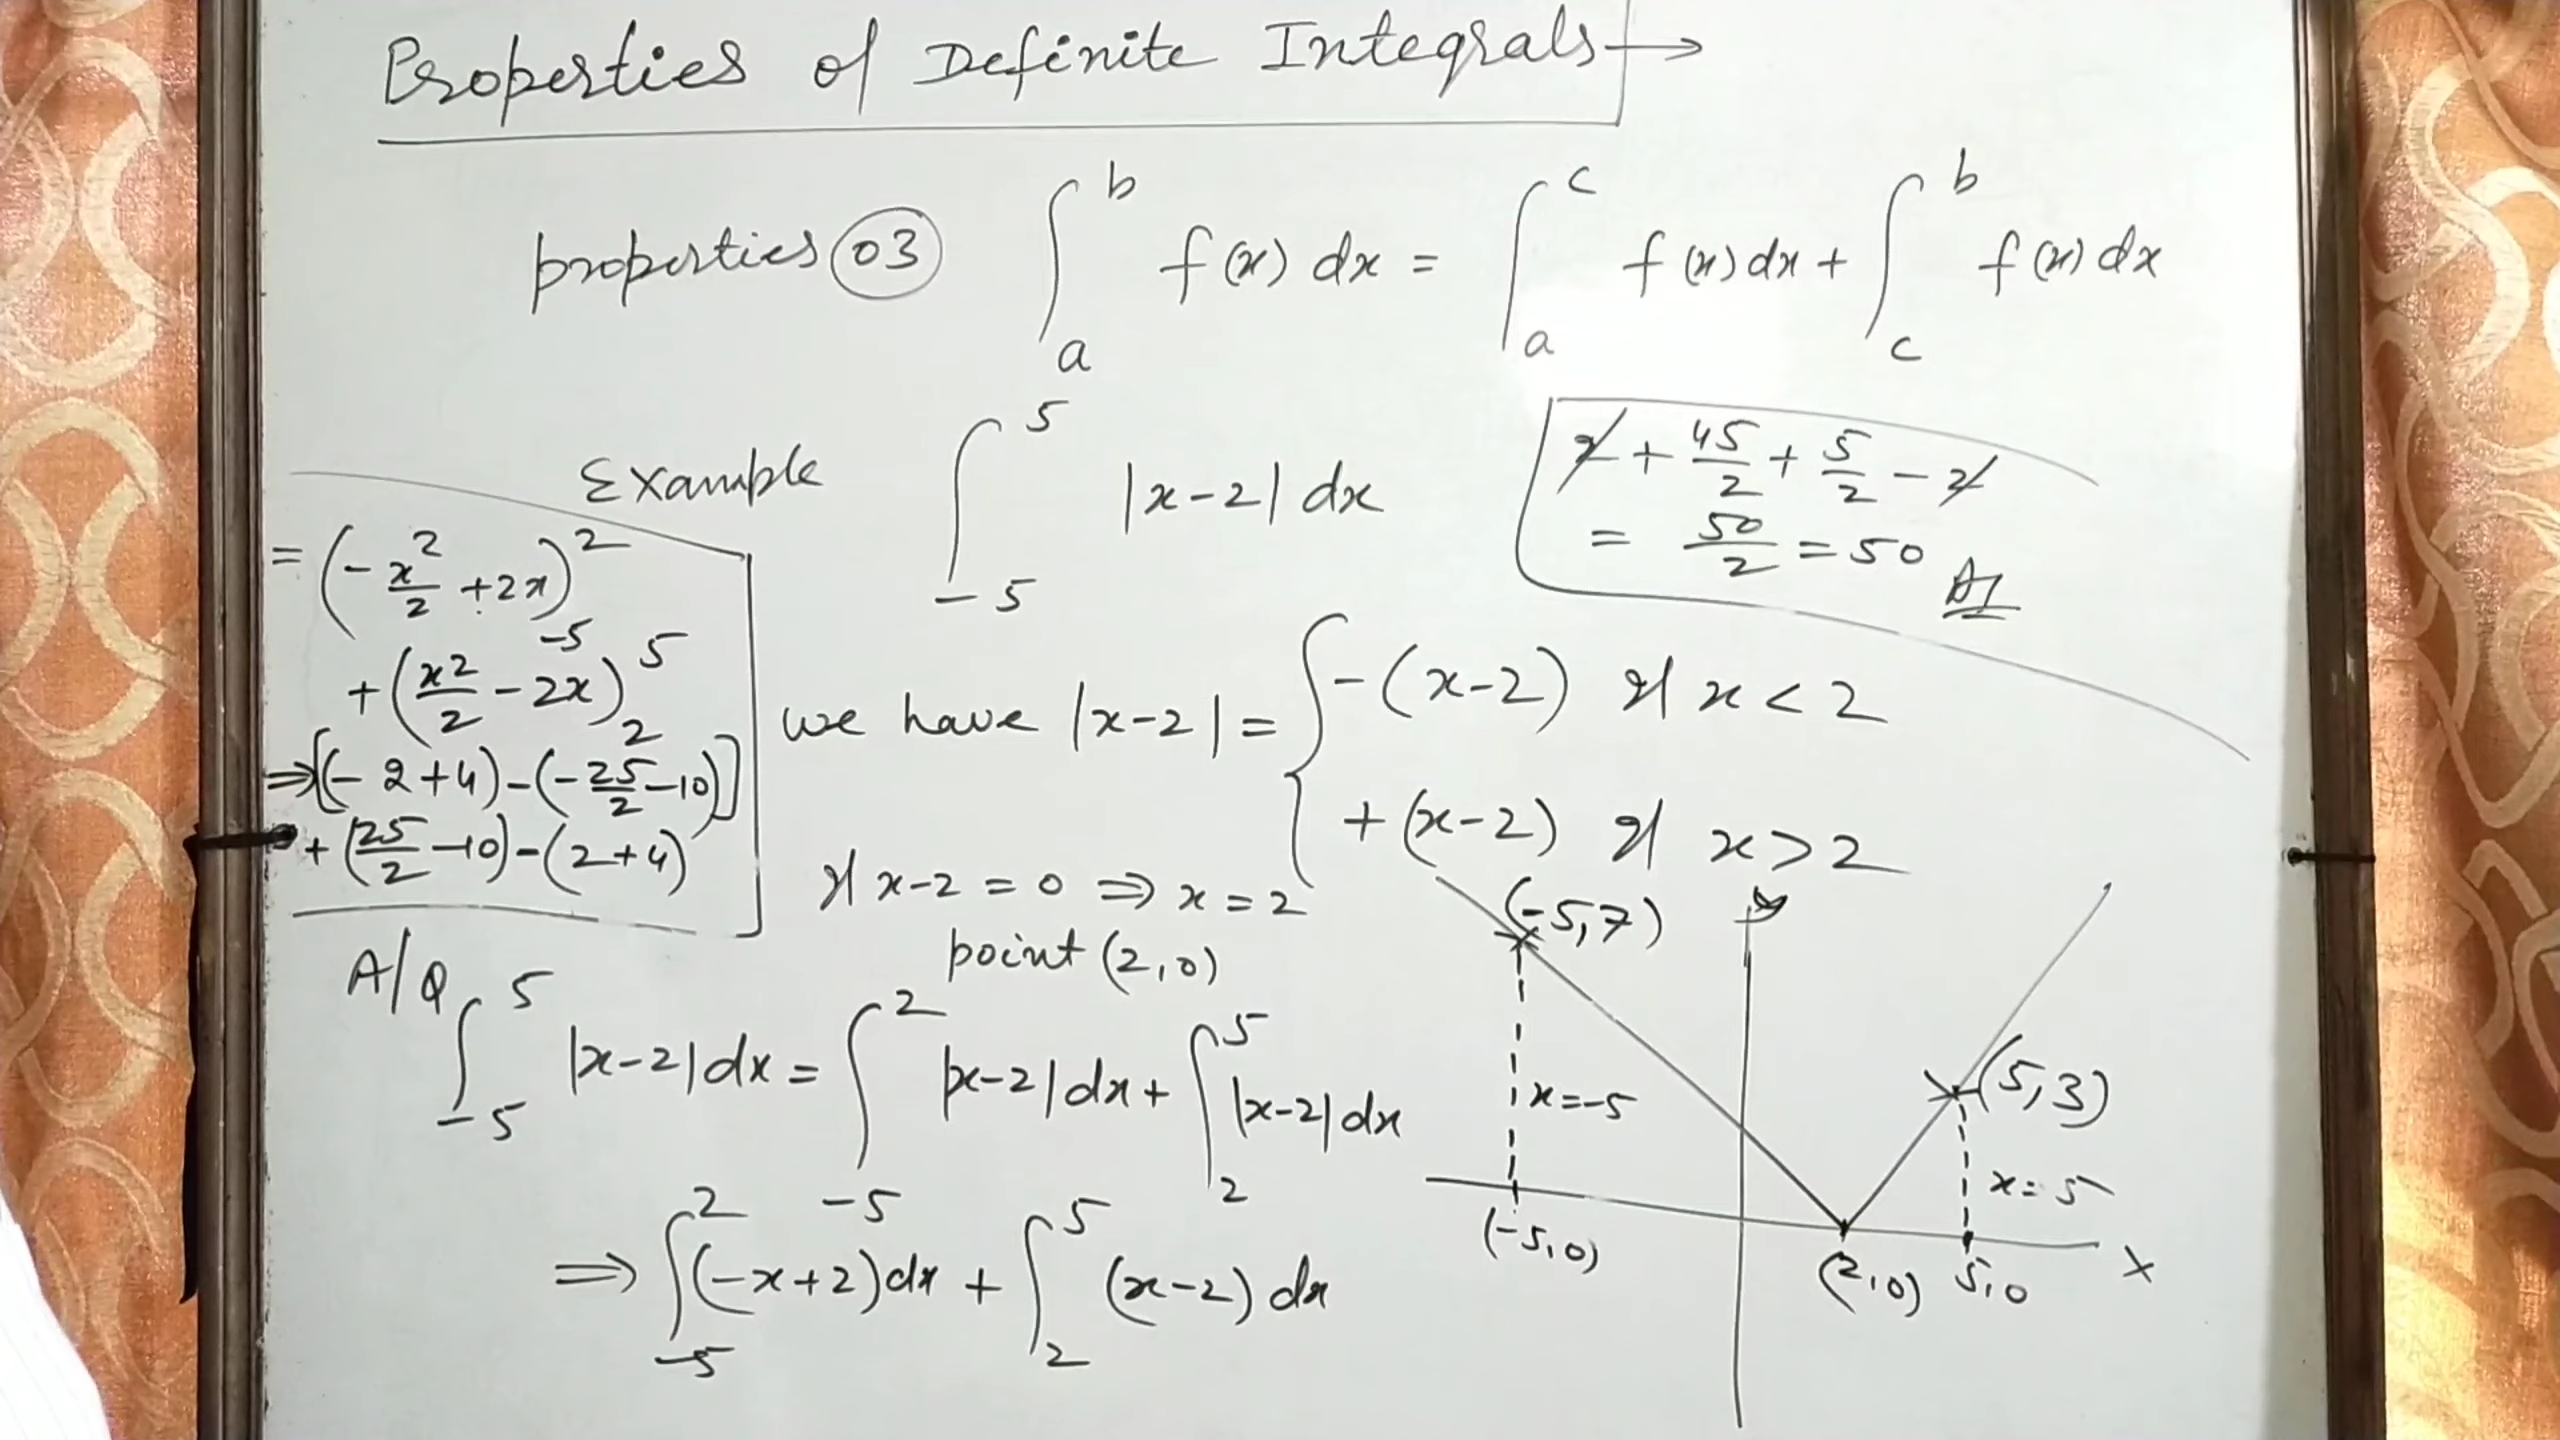 Properties of Definite Integrals →
properties 03 ∫_a^b f(x) dx = ∫_a^c f(x) dx + ∫_c^b f(x) dx
Example ∫_{-5}^5 |x-2| dx
2 + 45/2 + 5/2 - 2
= 50/2 = 50
= (-x²/2 + 2x)_{-5}^2
+ (x²/2 - 2x)_2^5
⇒ [(-2+4) - (-25/2 - 10)]
+ (25/2 - 10) - (2+4)
we have |x-2| = { -(x-2) if x < 2
+(x-2) if x > 2
if x-2 = 0 ⇒ x = 2
point (2,0)
A/Q
∫_{-5}^5 |x-2| dx = ∫_{-5}^2 |x-2| dx + ∫_2^5 |x-2| dx
⇒ ∫_{-5}^2 (-x+2) dx + ∫_2^5 (x-2) dx
(-5,7)
y
(5,3)
x=-5
x=5
(-5,0)
(2,0)
5,0
X